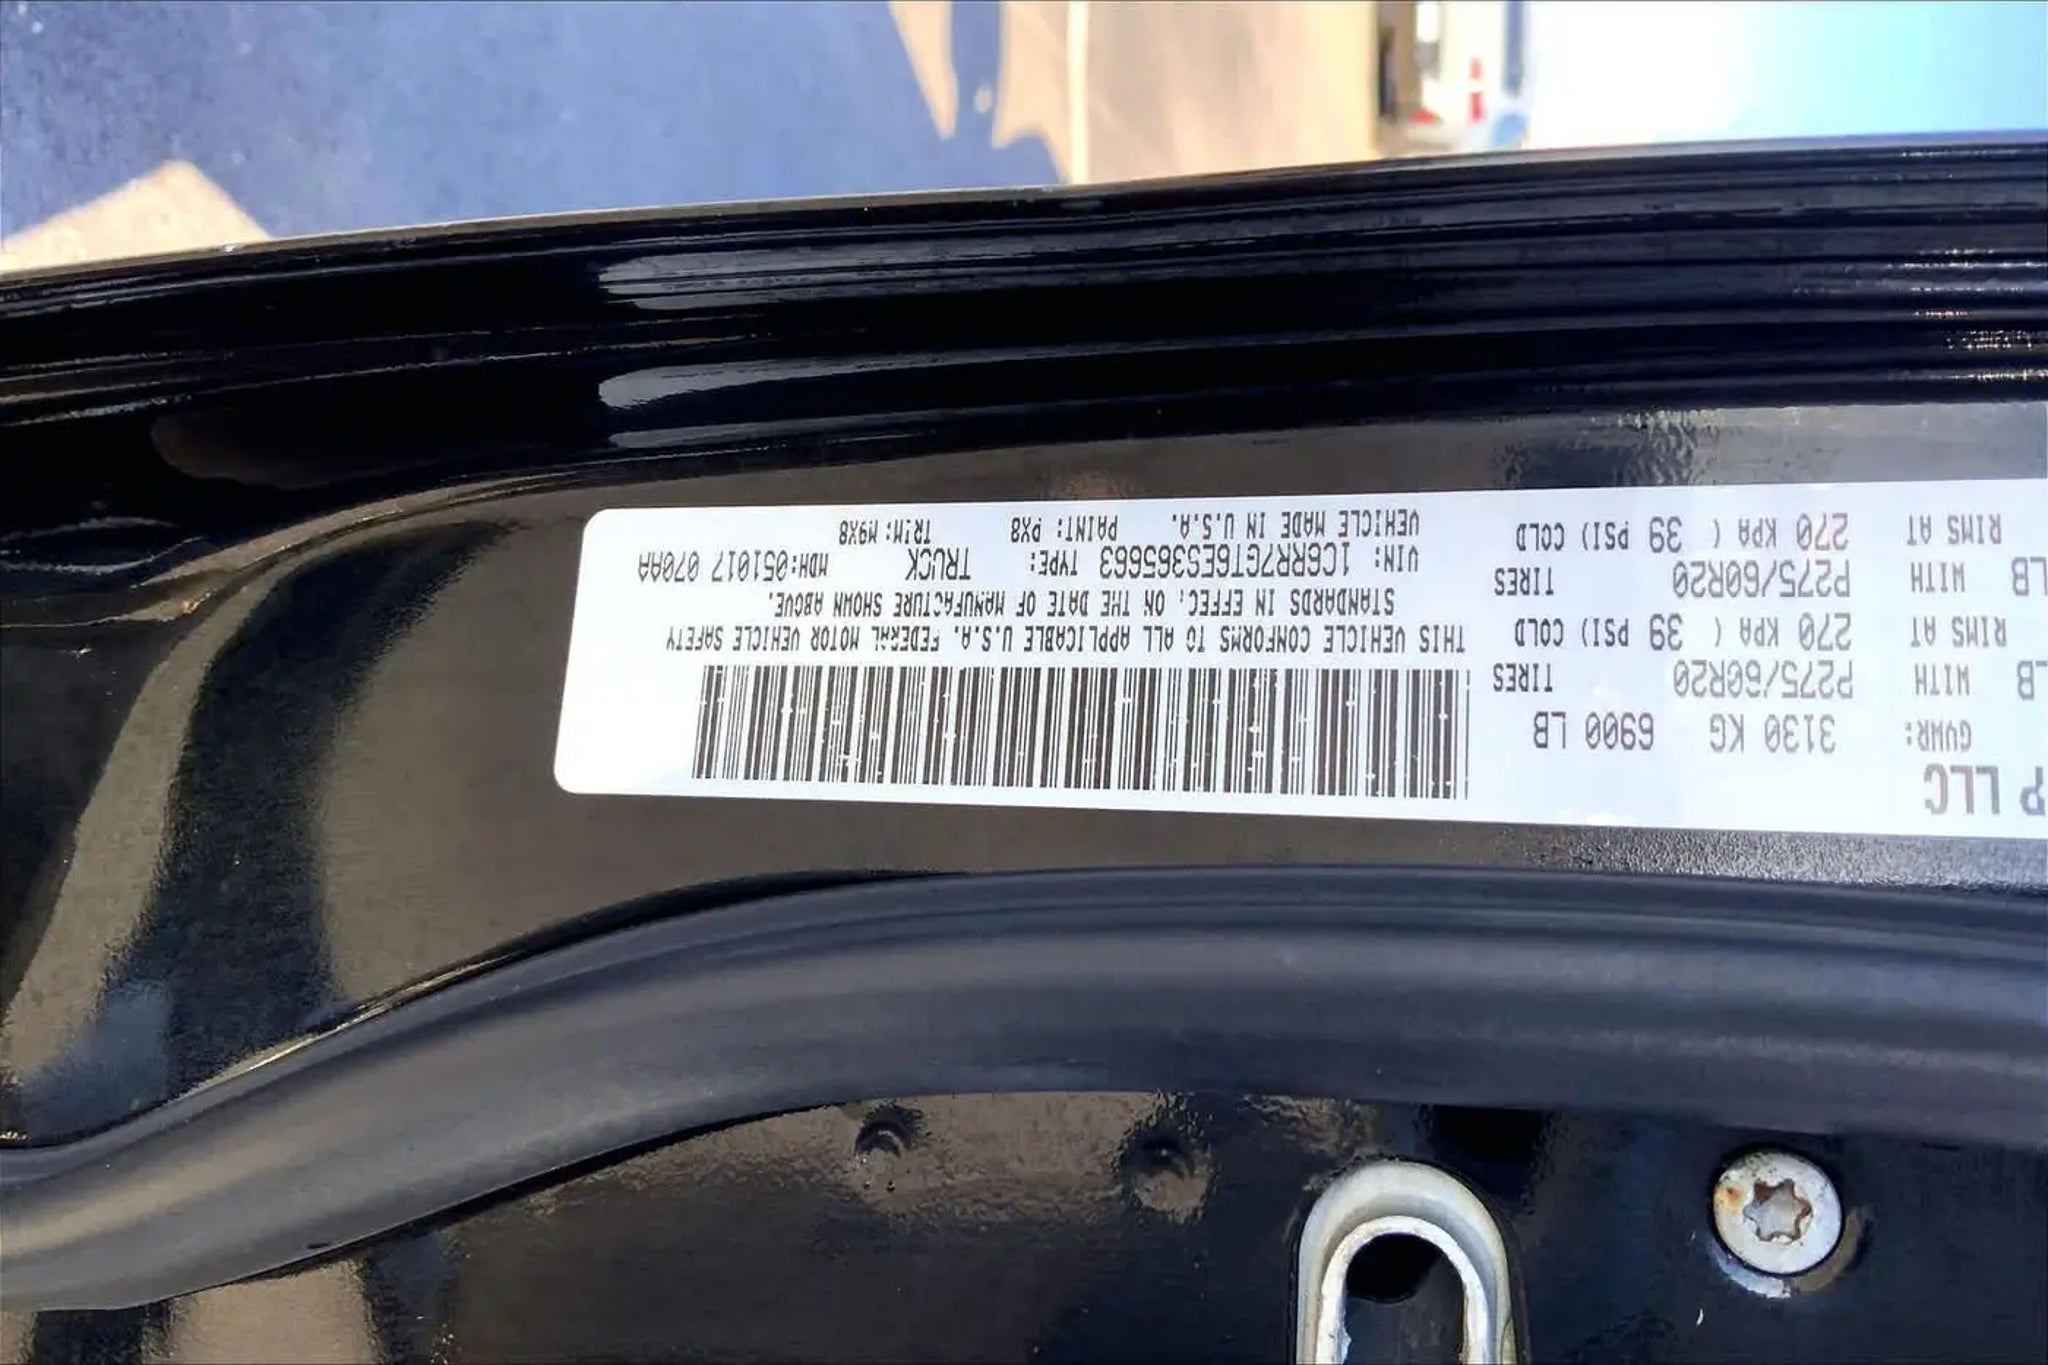 P LLC
GVWR: 3130 KG 6900 LB
LB WITH P275/60R20 TIRES
RIMS AT 270 KPA ( 39 PSI) COLD
LB WITH P275/60R20 TIRES
RIMS AT 270 KPA ( 39 PSI) COLD
THIS VEHICLE CONFORMS TO ALL APPLICABLE U.S.A. FEDERAL MOTOR VEHICLE SAFETY
STANDARDS IN EFFECT ON THE DATE OF MANUFACTURE SHOWN ABOVE.
VIN: 1C6RR7GT6ES365663 TYPE: TRUCK MDH:051017 070AA
VEHICLE MADE IN U.S.A. PAINT: PX8 TRIM: M9X8